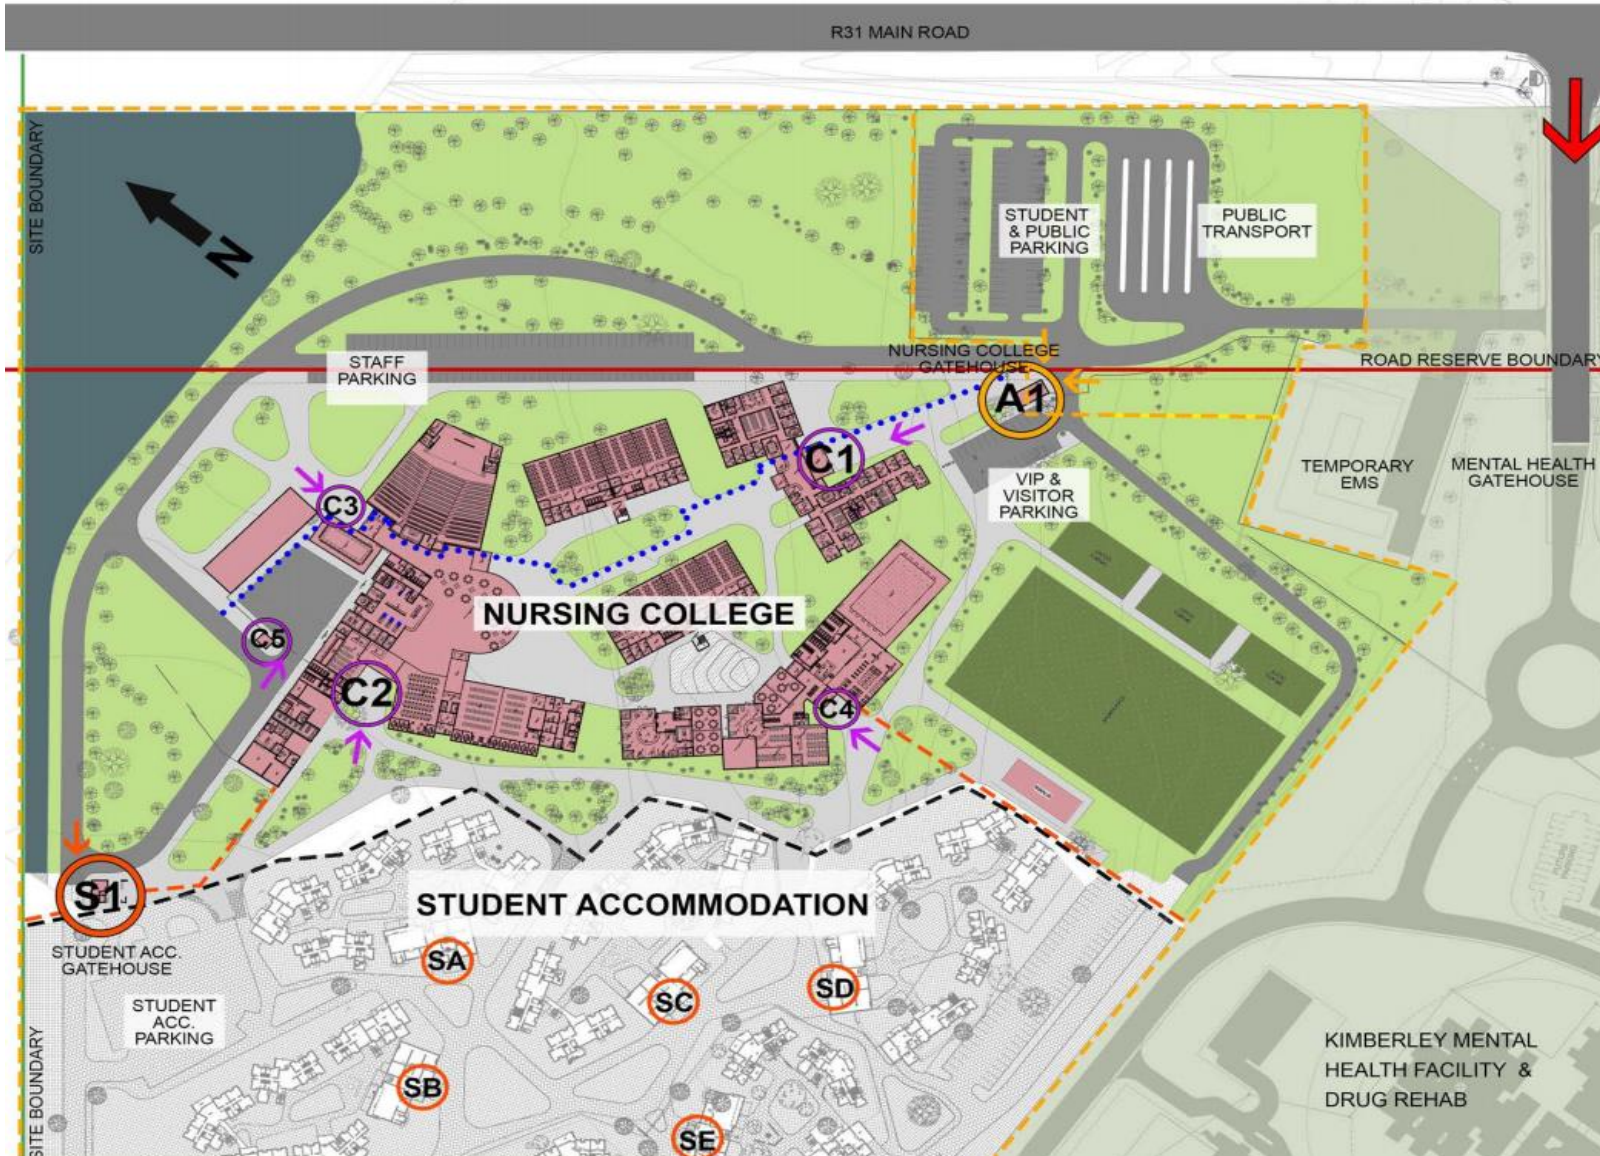 R31 MAIN ROAD
SITE BOUNDARY
N
STUDENT
& PUBLIC
PARKING
PUBLIC
TRANSPORT
NURSING COLLEGE
GATEHOUSE
ROAD RESERVE BOUNDARY
STAFF
PARKING
A1
C1
TEMPORARY
EMS
MENTAL HEALTH
GATEHOUSE
VIP &
VISITOR
PARKING
C3
NURSING COLLEGE
C5
C2
C4
S1
STUDENT ACCOMMODATION
STUDENT ACC.
GATEHOUSE
SA
SC
SD
STUDENT
ACC.
PARKING
SITE BOUNDARY
SB
SE
KIMBERLEY MENTAL
HEALTH FACILITY &
DRUG REHAB